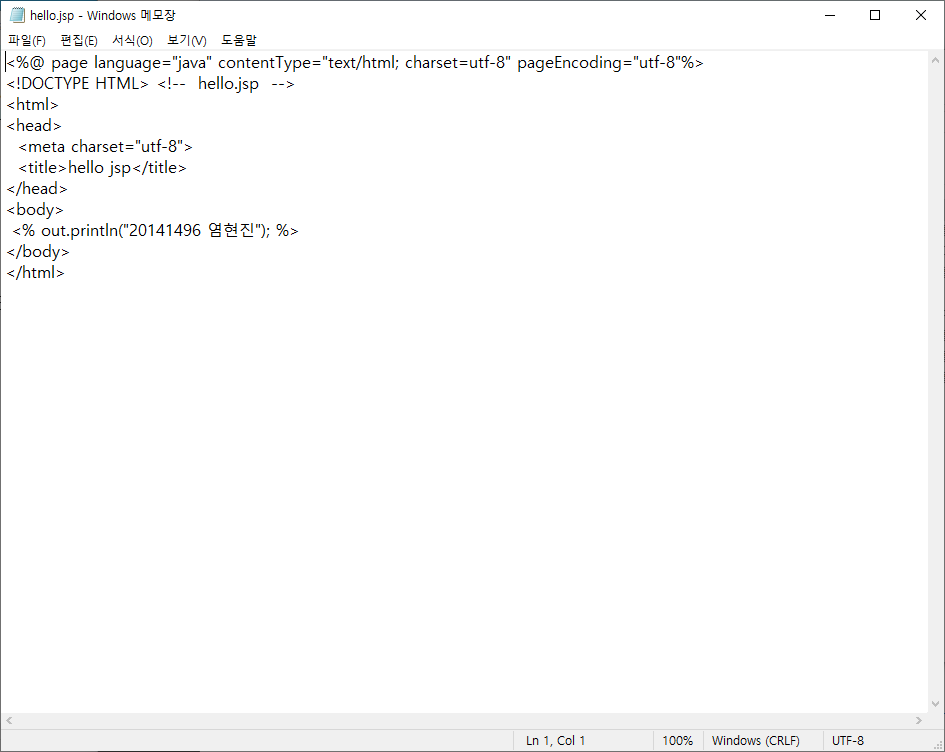 hello.jsp - Windows 메모장
파일(F) 편집(E) 서식(O) 보기(V) 도움말
<%@ page language="java" contentType="text/html; charset=utf-8" pageEncoding="utf-8"%>
<!DOCTYPE HTML> <!-- hello.jsp -->
<html>
<head>
<meta charset="utf-8">
<title>hello jsp</title>
</head>
<body>
<% out.println("20141496 염현진"); %>
</body>
</html>
Ln 1, Col 1 100% Windows (CRLF) UTF-8